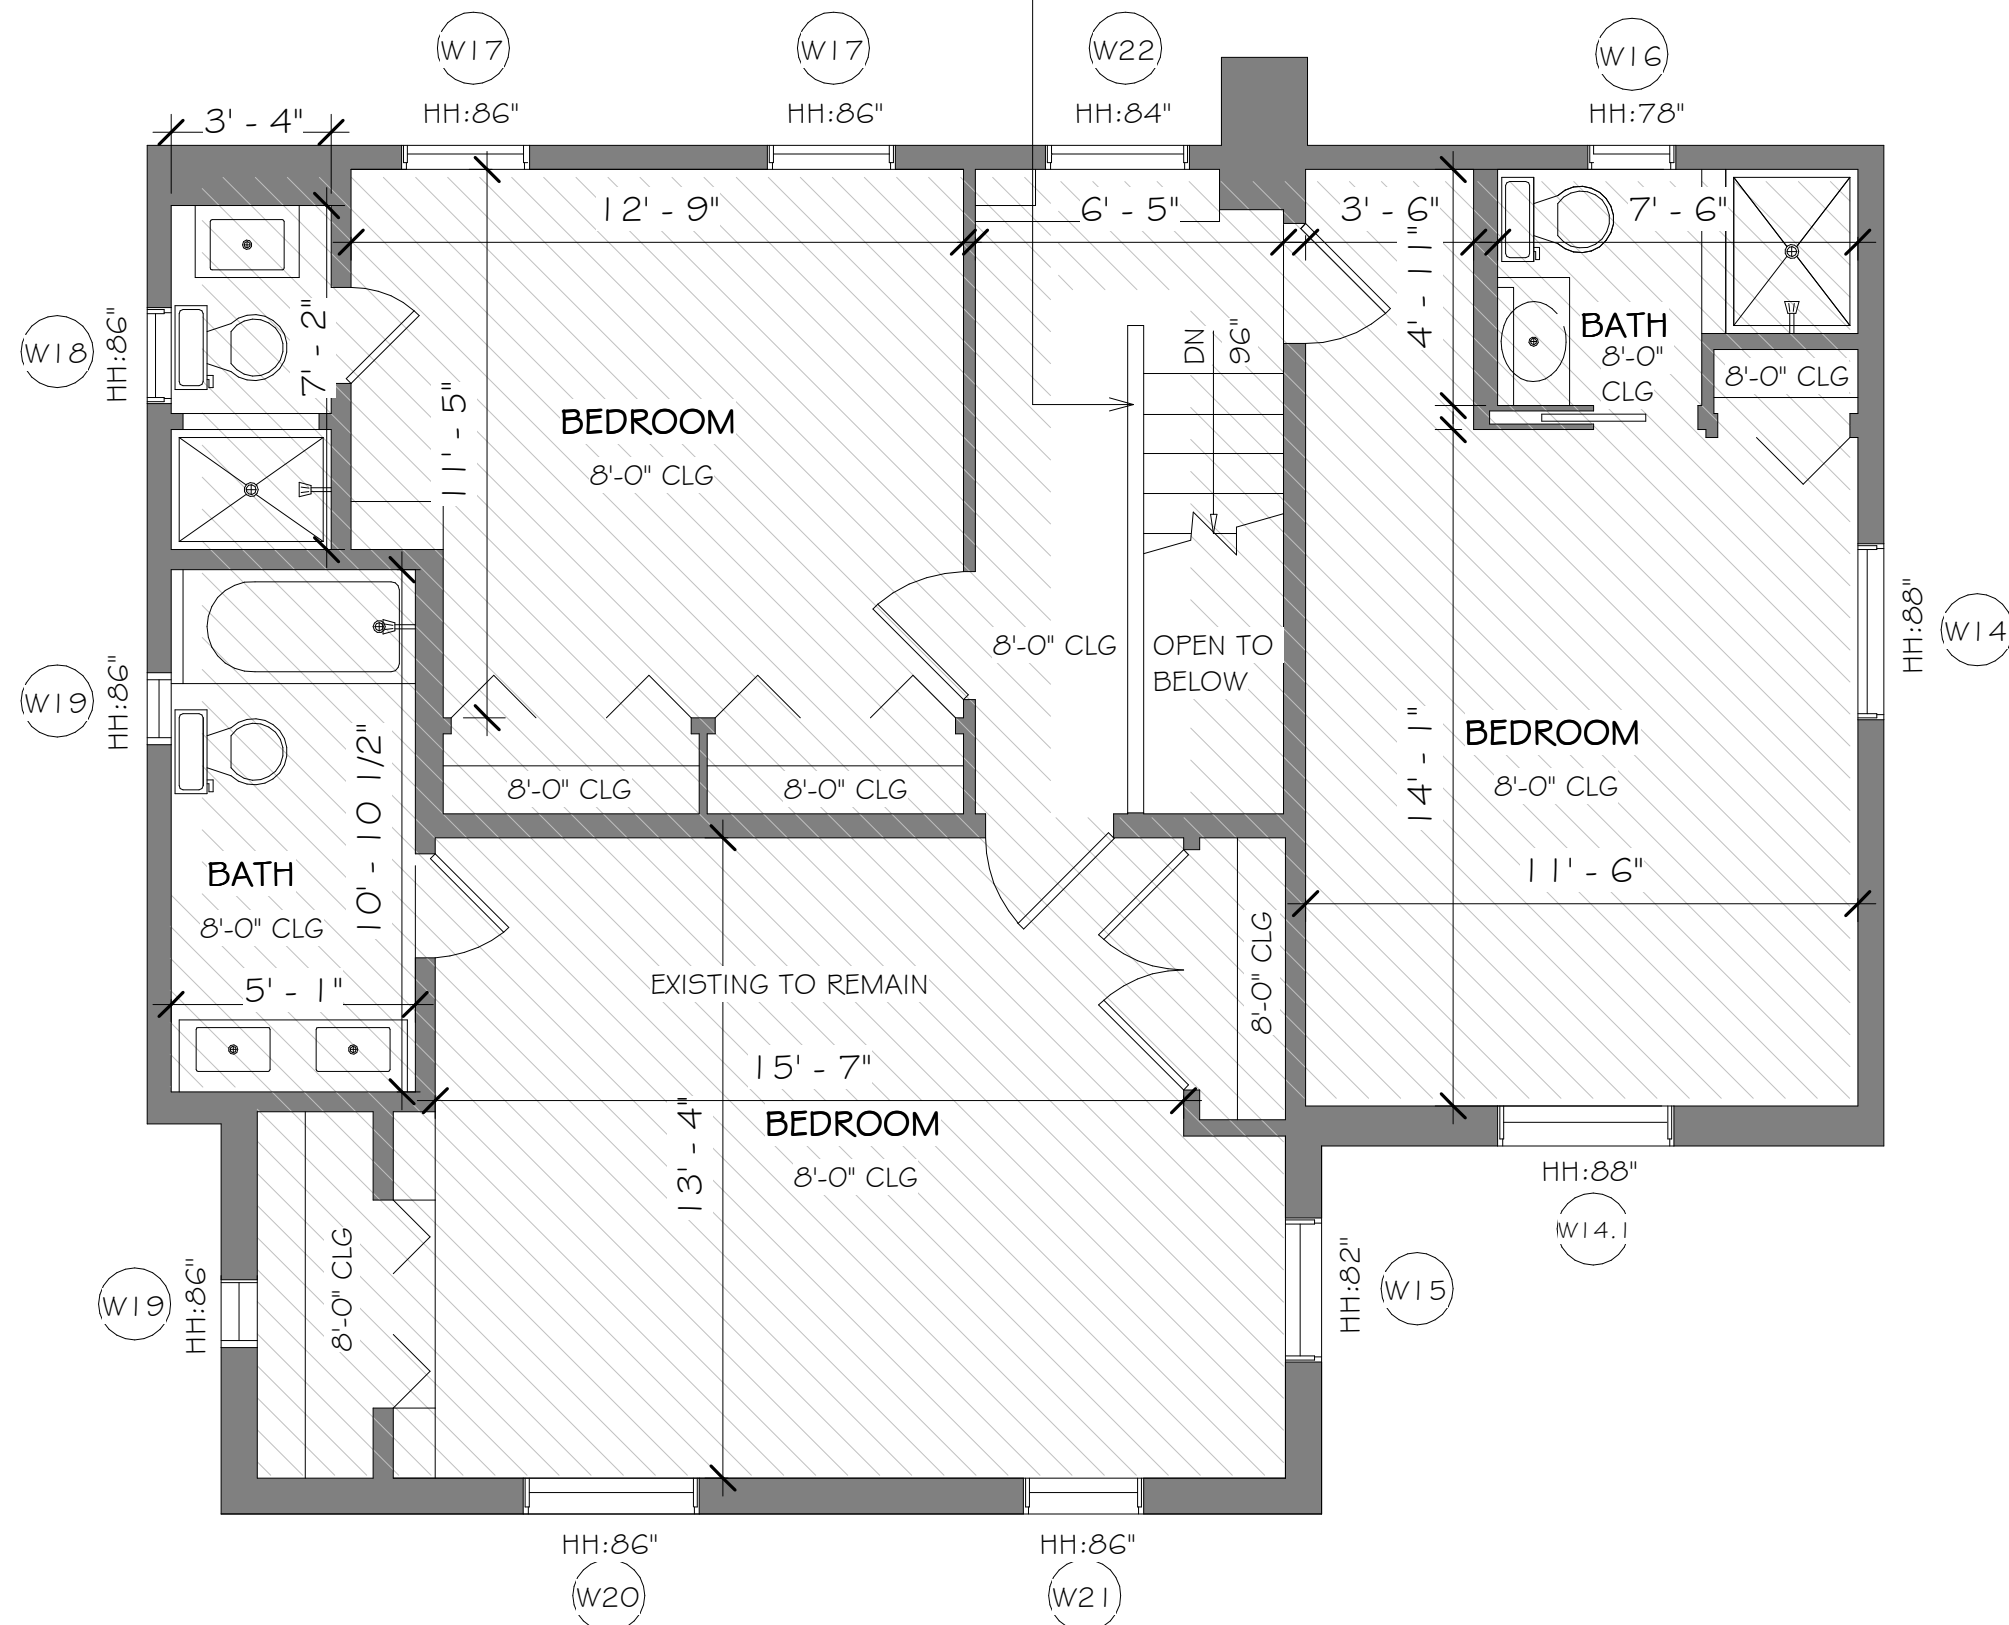 W17
W17
W22
W16
HH:86"
HH:86"
HH:84"
HH:78"
3' - 4"
12' - 9"
6' - 5"
3' - 6"
7' - 6"
4' - 11"
W18
HH:86"
7' - 2"
DN
96"
BATH
8'-0"
CLG
8'-0" CLG
11' - 5"
BEDROOM
8'-0" CLG
HH:88"
W14
8'-0" CLG
OPEN TO
BELOW
W19
HH:86"
10' - 10 1/2"
14' - 1"
BEDROOM
8'-0" CLG
8'-0" CLG
8'-0" CLG
11' - 6"
BATH
8'-0" CLG
5' - 1"
EXISTING TO REMAIN
8'-0" CLG
15' - 7"
13' - 4"
BEDROOM
8'-0" CLG
HH:88"
W14.1
W19
HH:86"
8'-0" CLG
HH:82"
W15
HH:86"
W20
HH:86"
W21